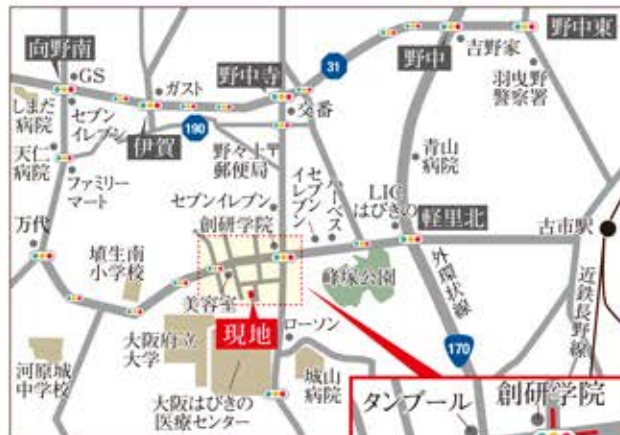 向野南
GS
しまだ
病院
セブン
イレブン
天仁
病院
ファミリー
マート
万代
ガスト
伊賀
190
野中寺
交番
野々上〒
郵便局
31
野中
吉野家
野中東
羽曳野
警察署
青山
病院
セブンイレブン
創研学院
セブン
イレブン
ハーベス
LIC
はびきの
軽里北
古市駅
埴生南
小学校
美容室
現地
峰塚公園
外環状線
170
近鉄長野線
大阪府立
大学
ローソン
河原城
中学校
大阪はびきの
医療センター
城山
病院
タンブール
創研学院